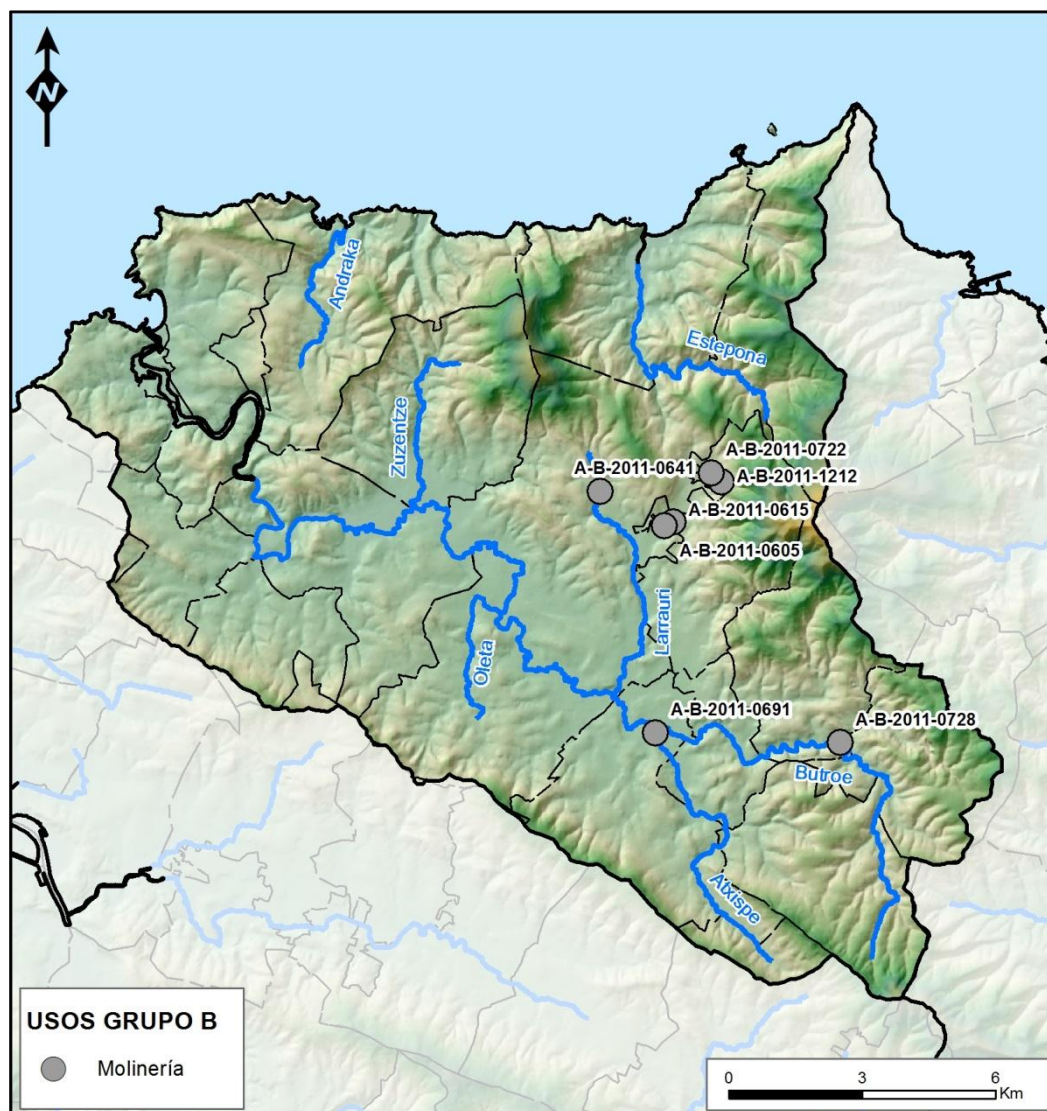 N
Andraka
Estepona
Zuzentze
A-B-2011-0722
A-B-2011-0641
A-B-2011-1212
A-B-2011-0615
A-B-2011-0605
Larrauri
Oleta
A-B-2011-0691
A-B-2011-0728
Butroe
Atxispe
USOS GRUPO B
Molinería
0 3 6
Km